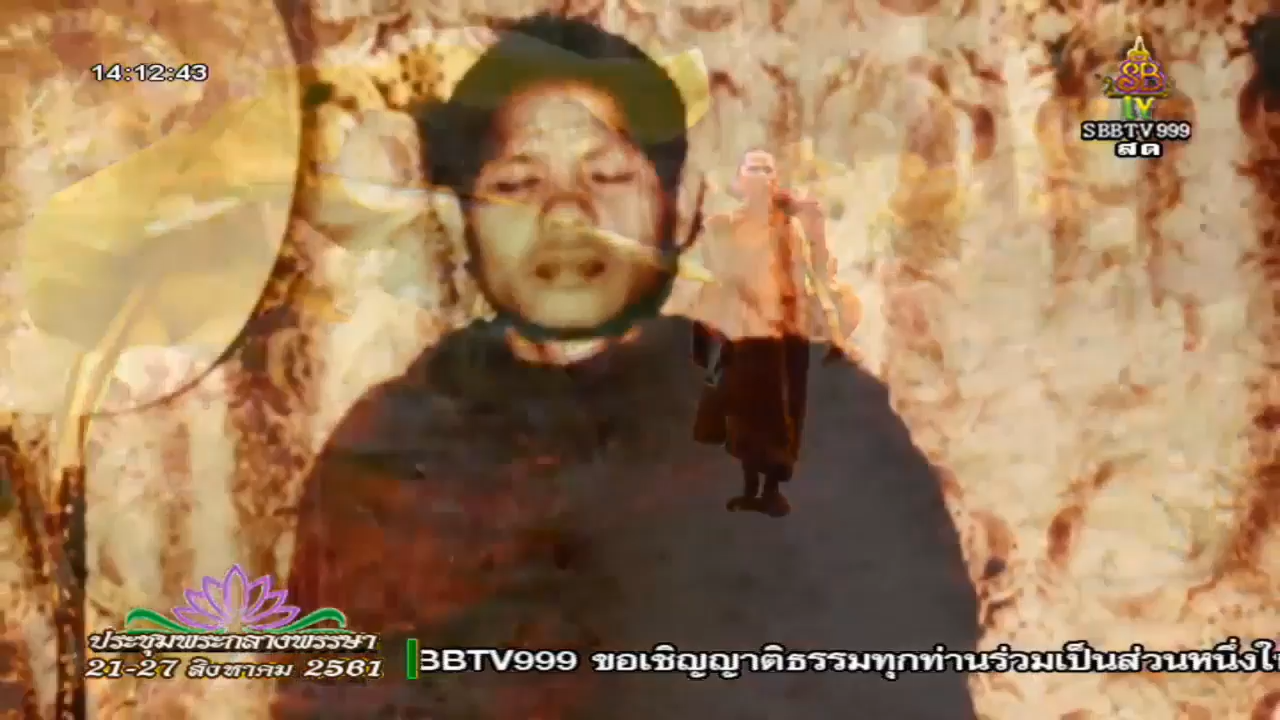 14:12:43
SB
TV
SBBTV999
สด
ประชุมพระกลางพรรษา
21-27 สิงหาคม 2561
BBTV999 ขอเชิญญาติธรรมทุกท่านร่วมเป็นส่วนหนึ่งใ